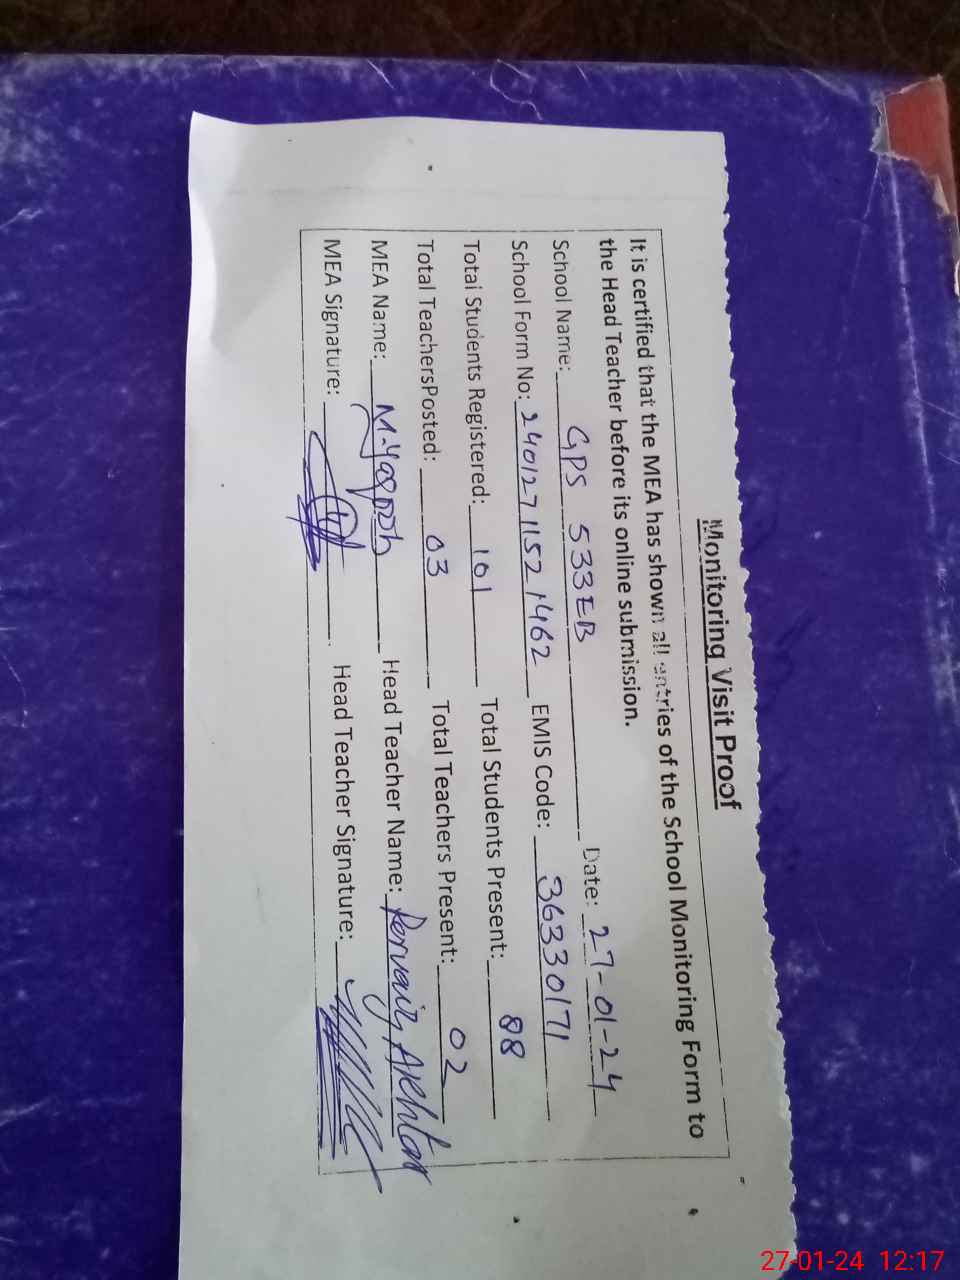 Monitoring Visit Proof
It is certified that the MEA has shown all entries of the School Monitoring Form to
the Head Teacher before its online submission.
School Name: GPS 533EB Date: 27-01-24
School Form No: 2401271152 1462 EMIS Code: 36330171
Total Students Registered: 101 Total Students Present: 88
Total TeachersPosted: 03 Total Teachers Present: 02
MEA Name: Head Teacher Name: Pervaiz Akhtar
MEA Signature: Head Teacher Signature:
27-01-24 12:17